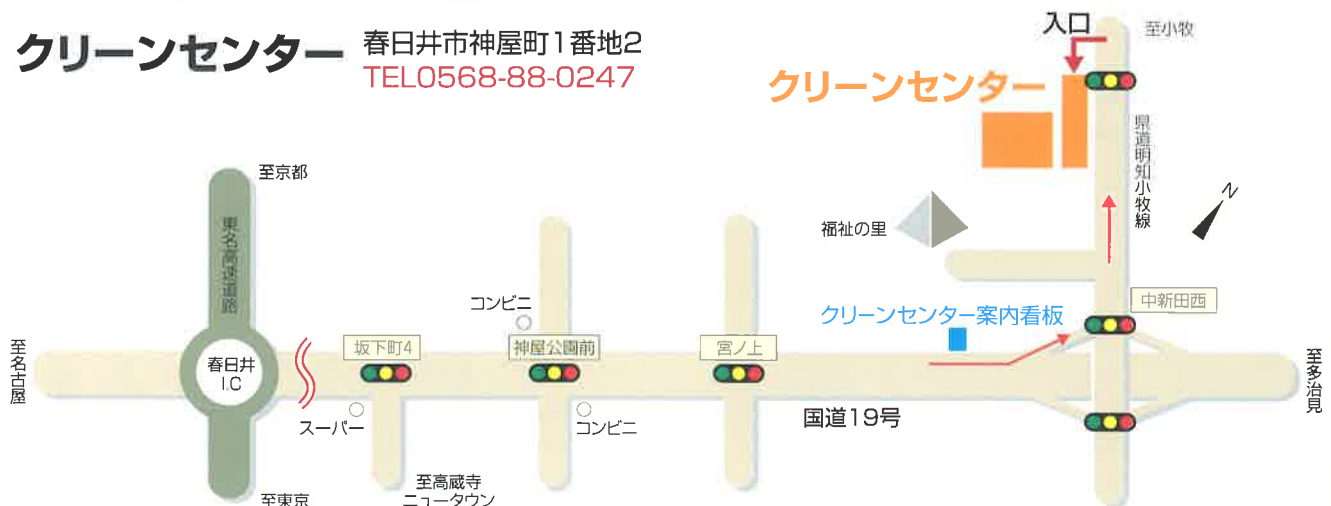 クリーンセンター
春日井市神屋町1番地2
TEL0568-88-0247
入口
至小牧
クリーンセンター
県道明知小牧線
N
至京都
東名高速道路
福祉の里
コンビニ
クリーンセンター案内看板
中新田西
至名古屋
春日井
I.C
坂下町4
神屋公園前
宮ノ上
至多治見
スーパー
コンビニ
国道19号
至東京
至高蔵寺
ニュータウン